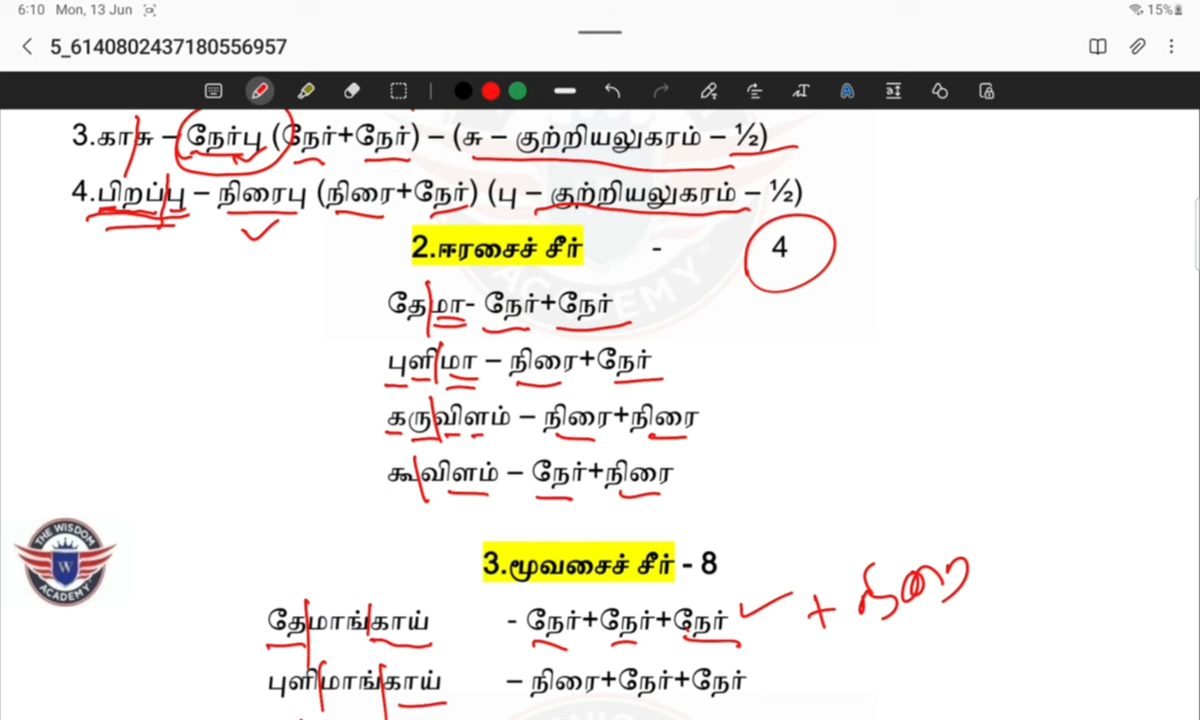 6:10 Mon, 13 Jun 15%
5_6140802437180556957
3.காசு – நேர்பு (நேர்+நேர்) – (சு – குற்றியலுகரம் – ½)
4.பிறப்பு – நிரைபு (நிரை+நேர்) (பு – குற்றியலுகரம் – ½)
2.ஈரசைச் சீர் - 4
தேமா- நேர்+நேர்
புளிமா – நிரை+நேர்
கருவிளம் – நிரை+நிரை
கூவிளம் – நேர்+நிரை
THE WISDOM
W
ACADEMY
3.மூவசைச் சீர் - 8
தேமாங்காய் - நேர்+நேர்+நேர் + நிரை
புளிமாங்காய் – நிரை+நேர்+நேர்